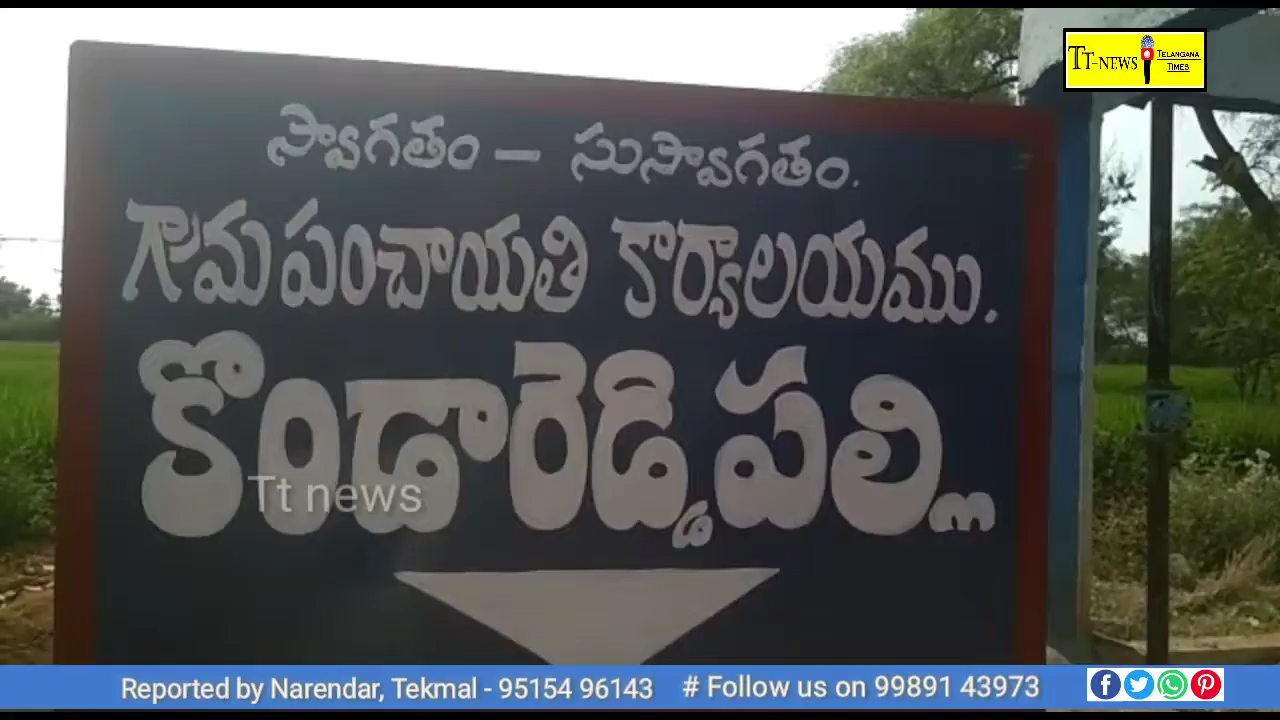 Tt-news Telangana Times
స్వాగతం – సుస్వాగతం.
గ్రామ పంచాయతి కార్యాలయము.
కొండారెడ్డిపల్లి
Tt news
Reported by Narendar, Tekmal - 95154 96143 # Follow us on 99891 43973